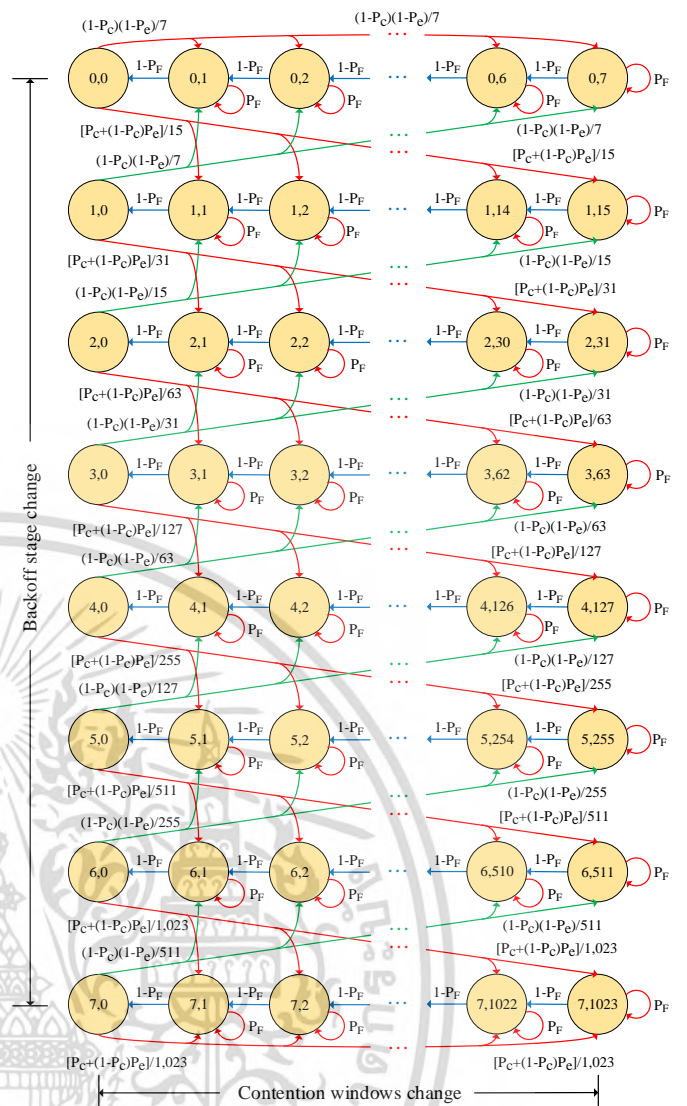 (1-Pc)(1-Pe)/7
(1-Pc)(1-Pe)/7
...
0,0 1-PF 0,1 1-PF 0,2 1-PF ... 1-PF 0,6 1-PF 0,7 PF
PF PF PF
[Pc+(1-Pc)Pe]/15 ... (1-Pc)(1-Pe)/7
(1-Pc)(1-Pe)/7 ... [Pc+(1-Pc)Pe]/15
1,0 1-PF 1,1 1-PF 1,2 1-PF ... 1-PF 1,14 1-PF 1,15 PF
PF PF PF
[Pc+(1-Pc)Pe]/31 ... (1-Pc)(1-Pe)/15
(1-Pc)(1-Pe)/15 ... [Pc+(1-Pc)Pe]/31
2,0 1-PF 2,1 1-PF 2,2 1-PF ... 1-PF 2,30 1-PF 2,31 PF
PF PF PF
[Pc+(1-Pc)Pe]/63 ... (1-Pc)(1-Pe)/31
(1-Pc)(1-Pe)/31 ... [Pc+(1-Pc)Pe]/63
3,0 1-PF 3,1 1-PF 3,2 1-PF ... 1-PF 3,62 1-PF 3,63 PF
PF PF PF
[Pc+(1-Pc)Pe]/127 ... (1-Pc)(1-Pe)/63
(1-Pc)(1-Pe)/63 ... [Pc+(1-Pc)Pe]/127
4,0 1-PF 4,1 1-PF 4,2 1-PF ... 1-PF 4,126 1-PF 4,127 PF
PF PF PF
[Pc+(1-Pc)Pe]/255 ... (1-Pc)(1-Pe)/127
(1-Pc)(1-Pe)/127 ... [Pc+(1-Pc)Pe]/255
5,0 1-PF 5,1 1-PF 5,2 1-PF ... 1-PF 5,254 1-PF 5,255 PF
PF PF PF
[Pc+(1-Pc)Pe]/511 ... (1-Pc)(1-Pe)/255
(1-Pc)(1-Pe)/255 ... [Pc+(1-Pc)Pe]/511
6,0 1-PF 6,1 1-PF 6,2 1-PF ... 1-PF 6,510 1-PF 6,511 PF
PF PF PF
[Pc+(1-Pc)Pe]/1,023 ... (1-Pc)(1-Pe)/511
(1-Pc)(1-Pe)/511 ... [Pc+(1-Pc)Pe]/1,023
7,0 1-PF 7,1 1-PF 7,2 1-PF ... 1-PF 7,1022 1-PF 7,1023 PF
PF PF PF
...
[Pc+(1-Pc)Pe]/1,023 [Pc+(1-Pc)Pe]/1,023
Backoff stage change
Contention windows change